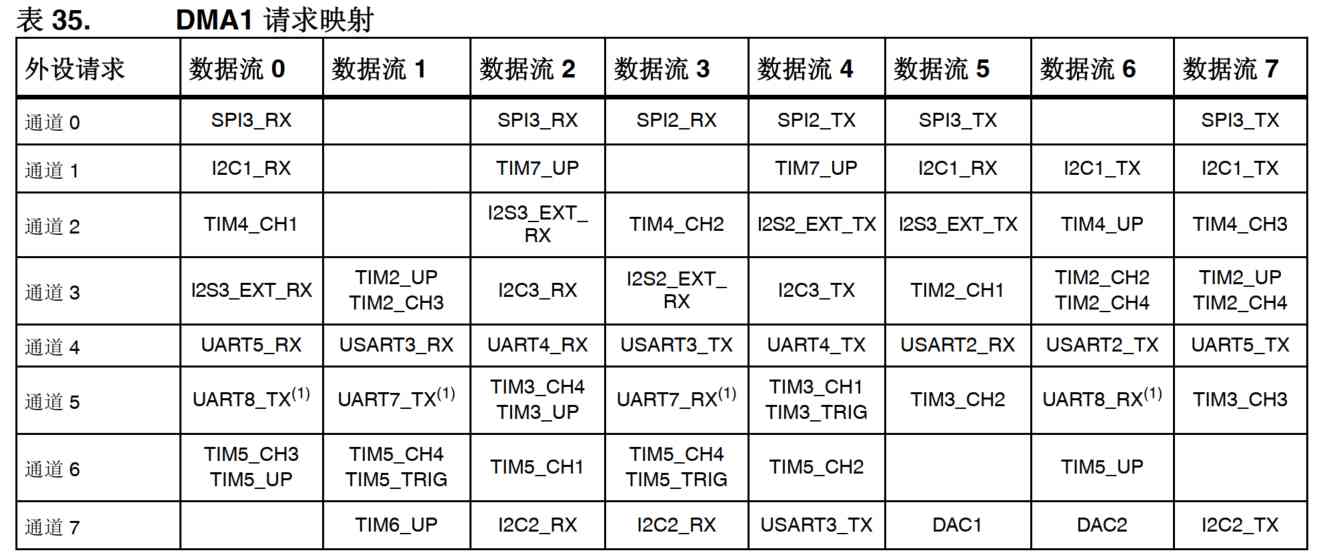 表 35. DMA1 请求映射
外设请求 数据流 0 数据流 1 数据流 2 数据流 3 数据流 4 数据流 5 数据流 6 数据流 7
通道 0 SPI3_RX SPI3_RX SPI2_RX SPI2_TX SPI3_TX SPI3_TX
通道 1 I2C1_RX TIM7_UP TIM7_UP I2C1_RX I2C1_TX I2C1_TX
通道 2 TIM4_CH1 I2S3_EXT_
RX TIM4_CH2 I2S2_EXT_TX I2S3_EXT_TX TIM4_UP TIM4_CH3
通道 3 I2S3_EXT_RX TIM2_UP
TIM2_CH3 I2C3_RX I2S2_EXT_
RX I2C3_TX TIM2_CH1 TIM2_CH2
TIM2_CH4 TIM2_UP
TIM2_CH4
通道 4 UART5_RX USART3_RX UART4_RX USART3_TX UART4_TX USART2_RX USART2_TX UART5_TX
通道 5 UART8_TX(1) UART7_TX(1) TIM3_CH4
TIM3_UP UART7_RX(1) TIM3_CH1
TIM3_TRIG TIM3_CH2 UART8_RX(1) TIM3_CH3
通道 6 TIM5_CH3
TIM5_UP TIM5_CH4
TIM5_TRIG TIM5_CH1 TIM5_CH4
TIM5_TRIG TIM5_CH2 TIM5_UP
通道 7 TIM6_UP I2C2_RX I2C2_RX USART3_TX DAC1 DAC2 I2C2_TX